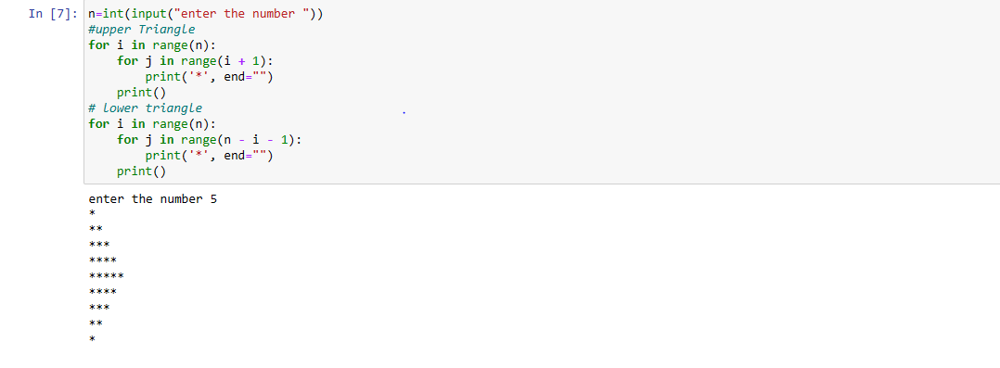 In [7]: n=int(input("enter the number "))
#upper Triangle
for i in range(n):
    for j in range(i + 1):
        print('*', end="")
    print()
# lower triangle
for i in range(n):
    for j in range(n - i - 1):
        print('*', end="")
    print()
enter the number 5
*
**
***
****
*****
****
***
**
*